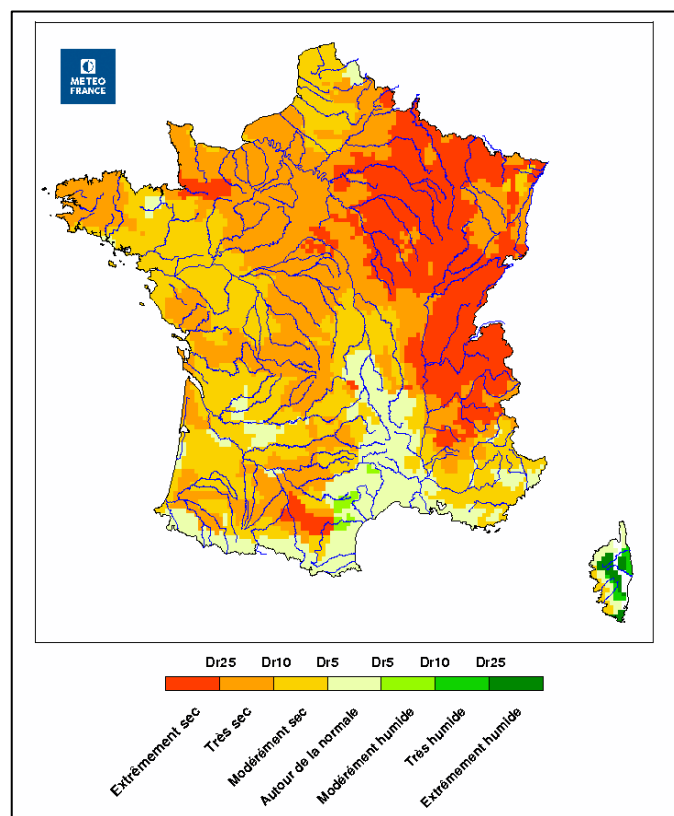 METEO
FRANCE
Dr25 Dr10 Dr5 Dr5 Dr10 Dr25
Extrêmement sec
Très sec
Modérément sec
Autour de la normale
Modérément humide
Très humide
Extrêmement humide